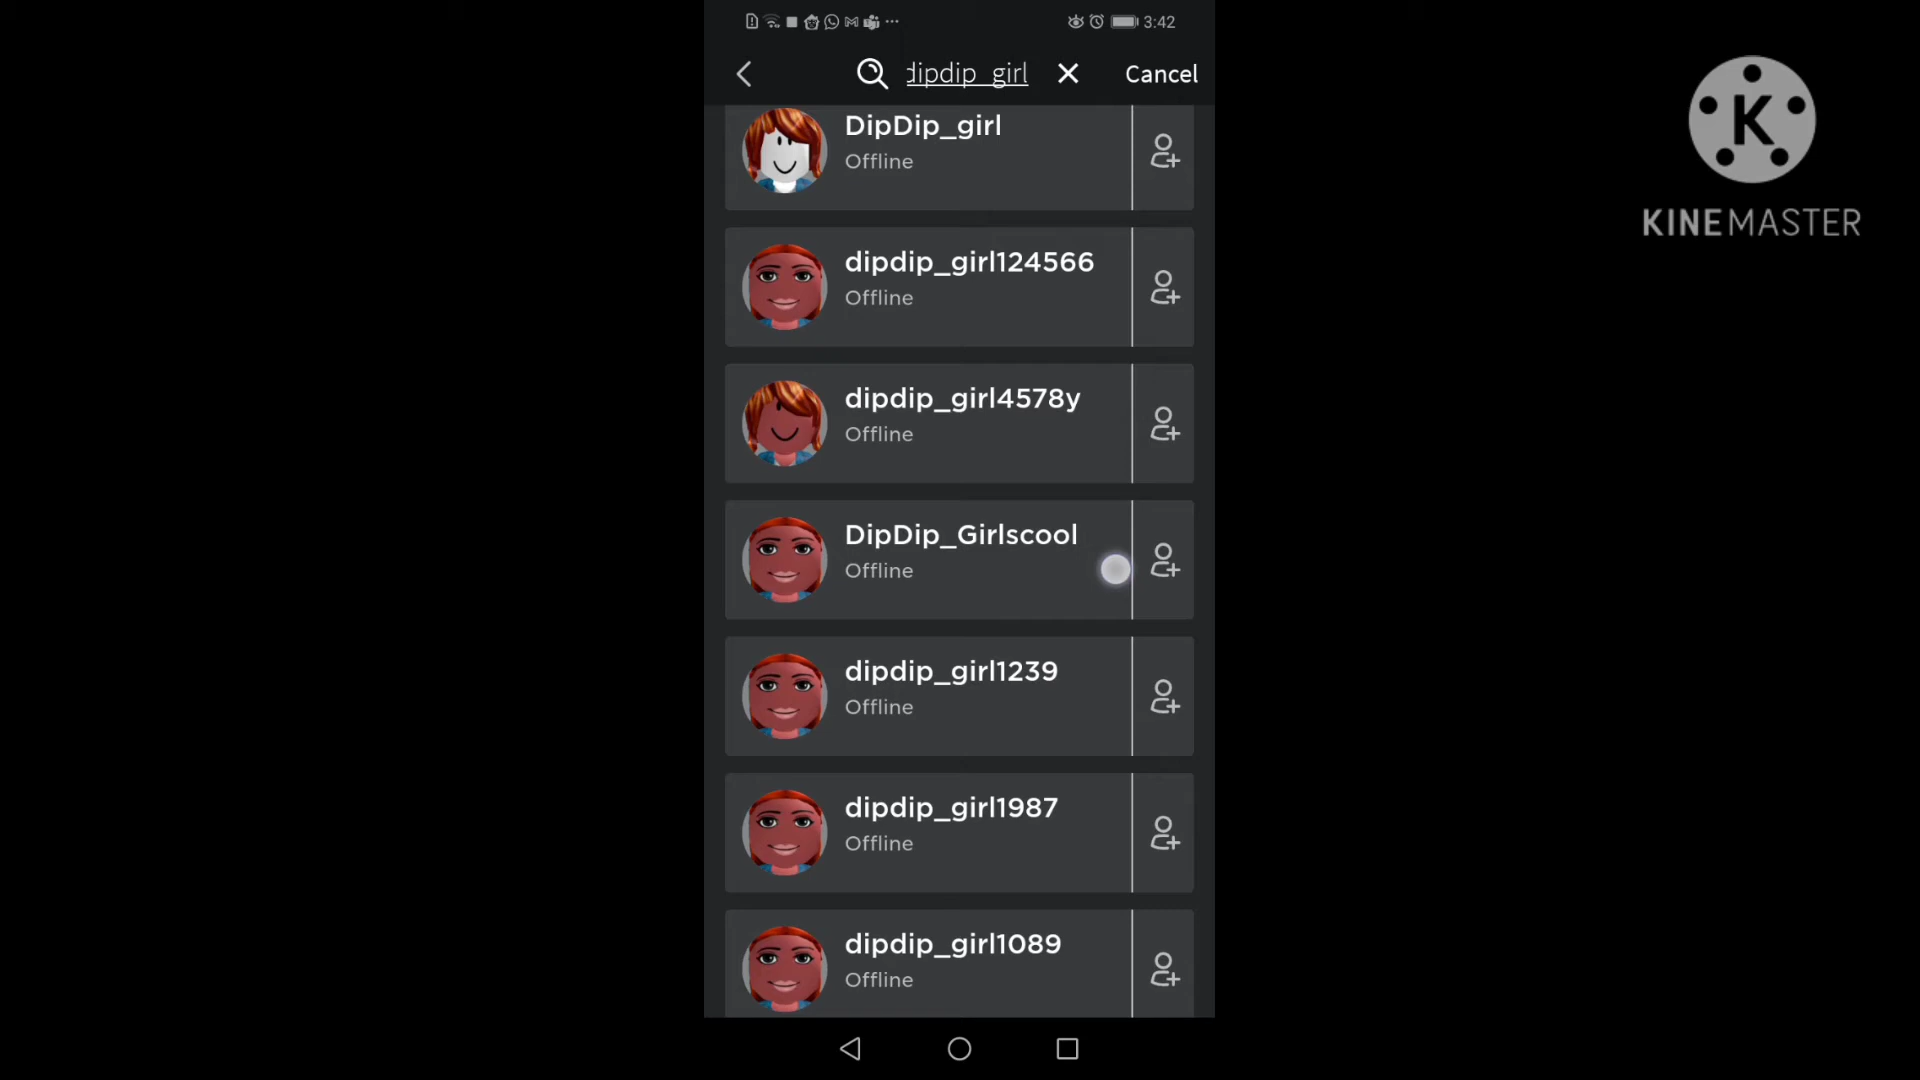 3:42
dipdip_girl
Cancel
DipDip_girl
Offline
dipdip_girl124566
Offline
dipdip_girl4578y
Offline
DipDip_Girlscool
Offline
dipdip_girl1239
Offline
dipdip_girl1987
Offline
dipdip_girl1089
Offline
K
KINEMASTER